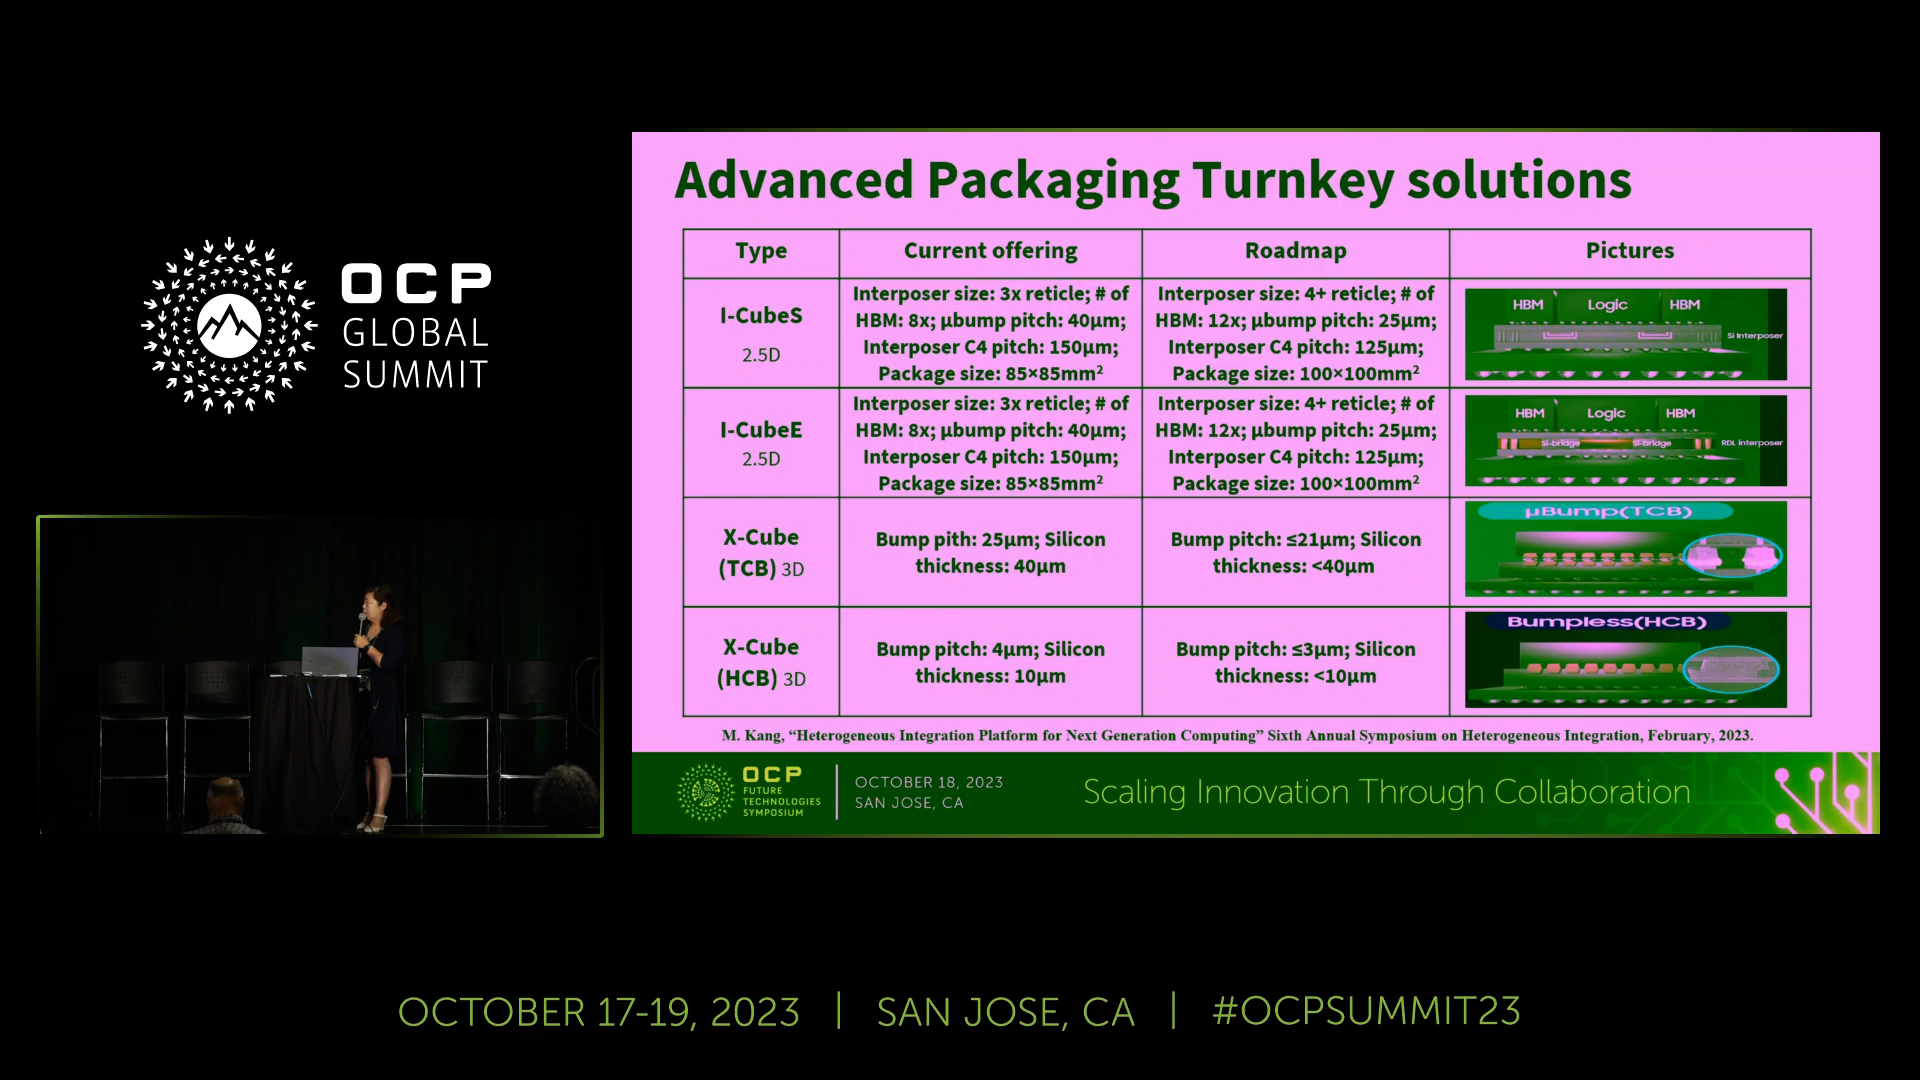 OCP
GLOBAL
SUMMIT
Advanced Packaging Turnkey solutions
Type
Current offering
Roadmap
Pictures
I-CubeS
2.5D
Interposer size: 3x reticle; # of
HBM: 8x; µbump pitch: 40µm;
Interposer C4 pitch: 150µm;
Package size: 85×85mm²
Interposer size: 4+ reticle; # of
HBM: 12x; µbump pitch: 25µm;
Interposer C4 pitch: 125µm;
Package size: 100×100mm²
HBM
Logic
HBM
Si Interposer
I-CubeE
2.5D
Interposer size: 3x reticle; # of
HBM: 8x; µbump pitch: 40µm;
Interposer C4 pitch: 150µm;
Package size: 85×85mm²
Interposer size: 4+ reticle; # of
HBM: 12x; µbump pitch: 25µm;
Interposer C4 pitch: 125µm;
Package size: 100×100mm²
HBM
Logic
HBM
Si-bridge
Si-bridge
RDL interposer
X-Cube
(TCB) 3D
Bump pith: 25µm; Silicon
thickness: 40µm
Bump pitch: ≤21µm; Silicon
thickness: <40µm
µBump(TCB)
X-Cube
(HCB) 3D
Bump pitch: 4µm; Silicon
thickness: 10µm
Bump pitch: ≤3µm; Silicon
thickness: <10µm
Bumpless(HCB)
M. Kang, “Heterogeneous Integration Platform for Next Generation Computing” Sixth Annual Symposium on Heterogeneous Integration, February, 2023.
OCP
FUTURE
TECHNOLOGIES
SYMPOSIUM
OCTOBER 18, 2023
SAN JOSE, CA
Scaling Innovation Through Collaboration
OCTOBER 17-19, 2023 | SAN JOSE, CA | #OCPSUMMIT23